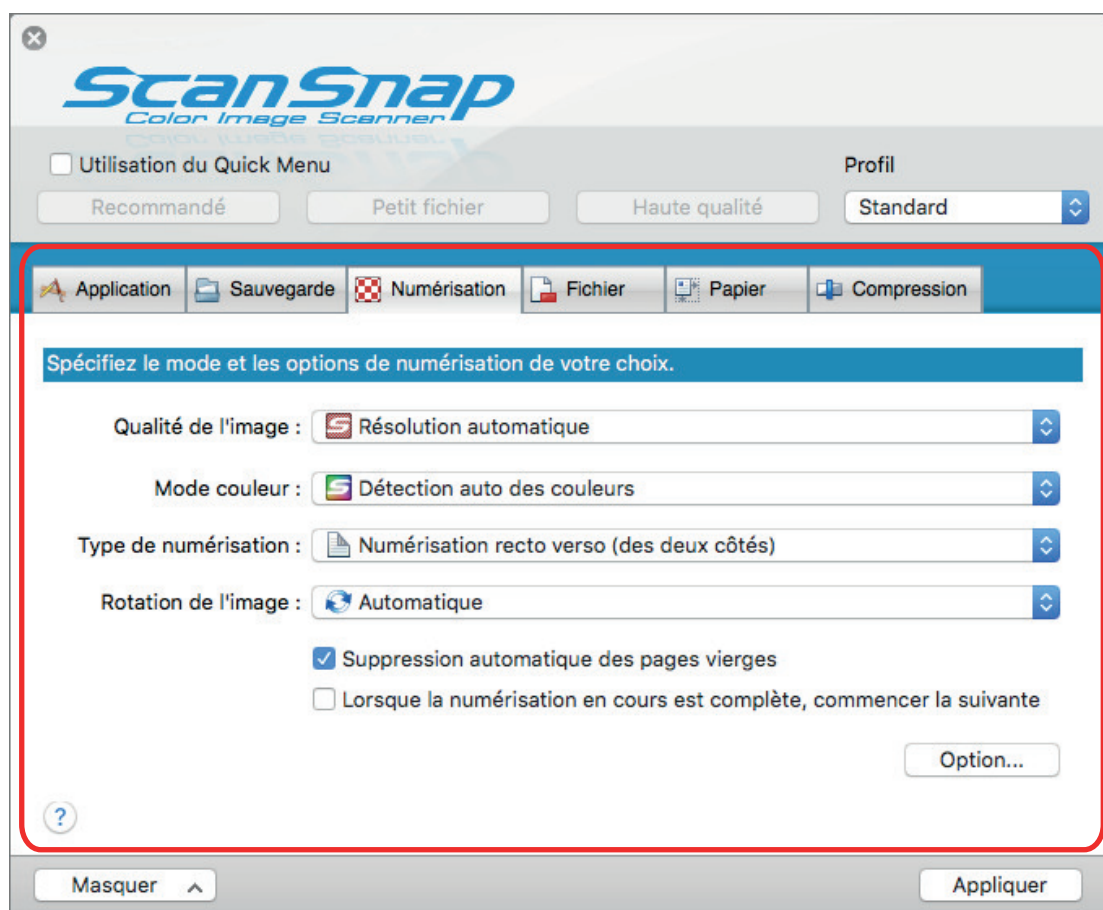 ScanSnap
Color Image Scanner
Utilisation du Quick Menu
Profil
Recommandé
Petit fichier
Haute qualité
Standard
Application
Sauvegarde
Numérisation
Fichier
Papier
Compression
Spécifiez le mode et les options de numérisation de votre choix.
Qualité de l'image : Résolution automatique
Mode couleur : Détection auto des couleurs
Type de numérisation : Numérisation recto verso (des deux côtés)
Rotation de l'image : Automatique
Suppression automatique des pages vierges
Lorsque la numérisation en cours est complète, commencer la suivante
Option...
?
Masquer
Appliquer